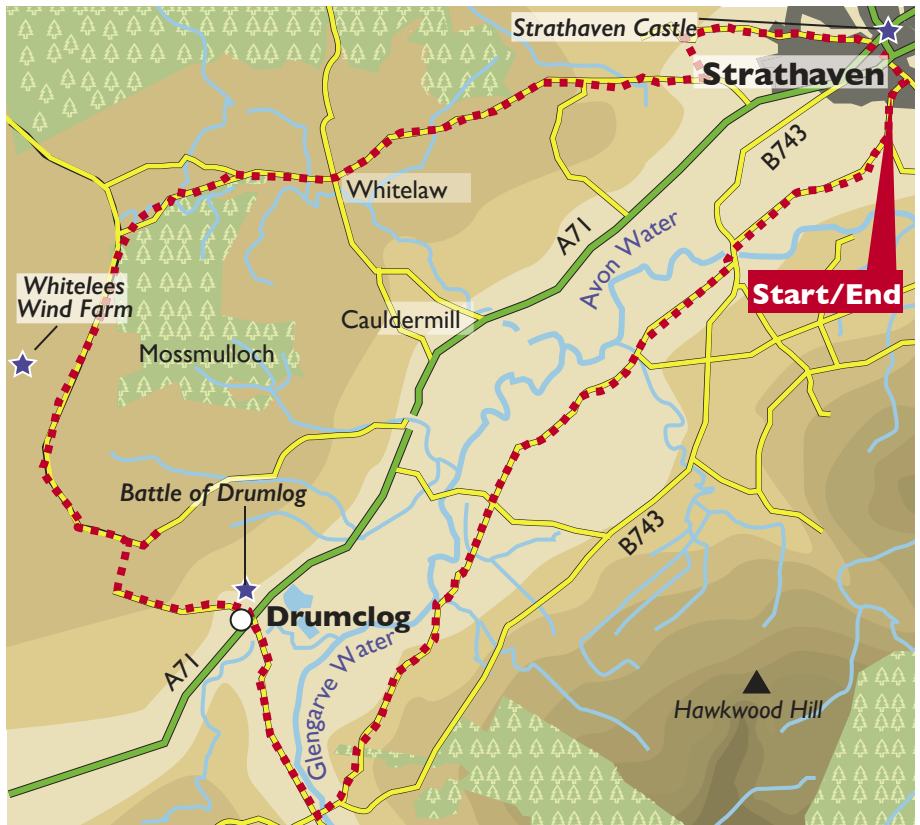 Strathaven Castle
Strathaven
B743
Whitelaw
A71
Avon Water
Whitelees
Wind Farm
Start/End
Cauldermill
Mossmulloch
Battle of Drumlog
B743
Drumclog
A71
Glengarve Water
Hawkwood Hill